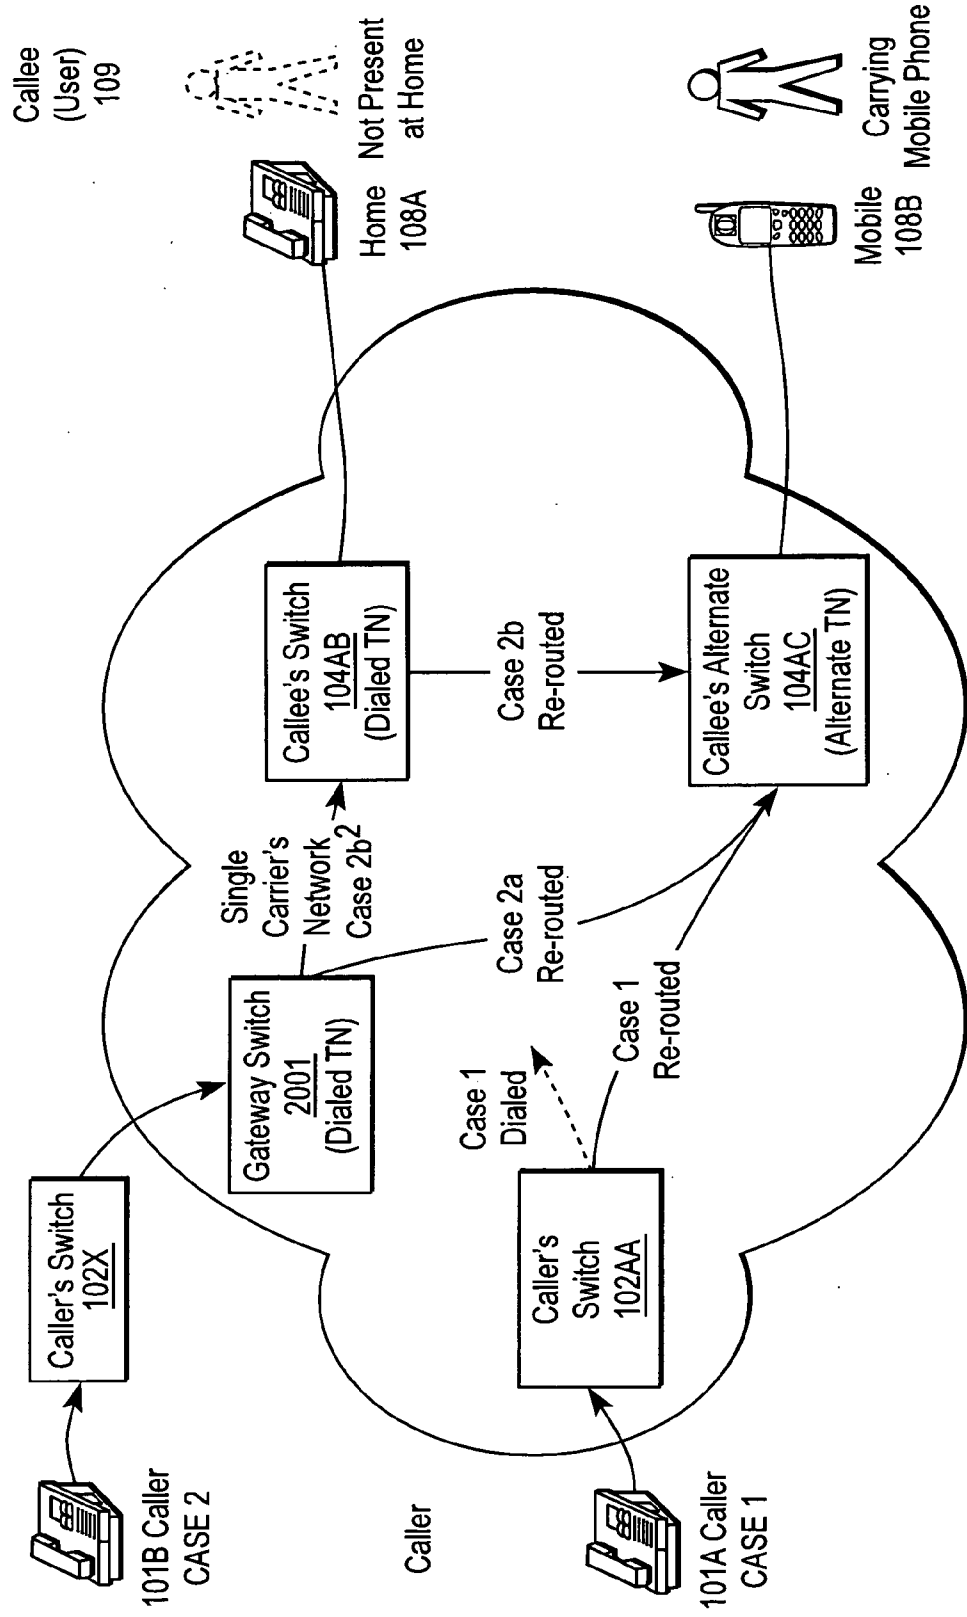 Callee
(User)
109
Not Present
at Home
Home
108A
Carrying
Mobile Phone
Mobile
108B
Callee's Switch
104AB
(Dialed TN)
Case 2b
Re-routed
Callee's Alternate
Switch
104AC
(Alternate TN)
Single
Carrier's
Network
Case 2b²
Case 2a
Re-routed
Gateway Switch
2001
(Dialed TN)
Case 1
Dialed
Case 1
Re-routed
Caller's Switch
102X
Caller's
Switch
102AA
101B Caller
CASE 2
Caller
101A Caller
CASE 1